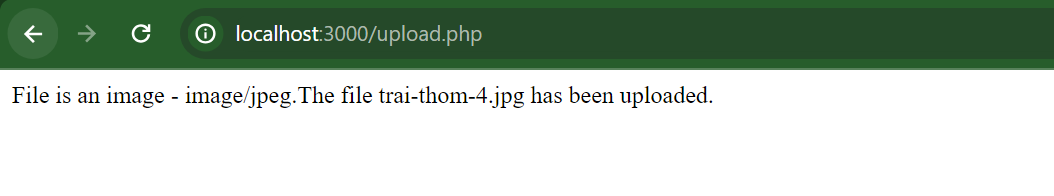 localhost:3000/upload.php
File is an image - image/jpeg.The file trai-thom-4.jpg has been uploaded.